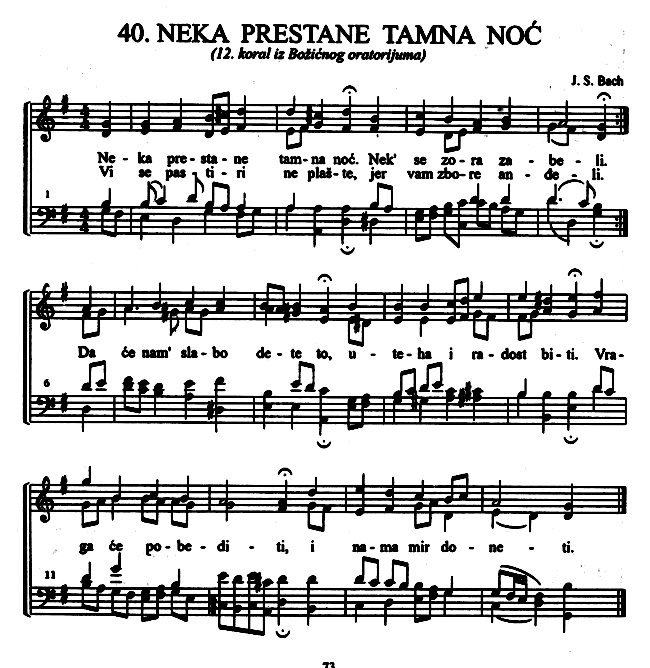 40. NEKA PRESTANE TAMNA NOĆ
(12. koral iz Božićnog oratorijuma)
J. S. Bach
Ne - ka pre - sta - ne tam - na noć. Nek' se zo - ra za - be - li.
Vi se pas - ti - ri ne plaš - te, jer vam zbo - re an - đe - li.
1
Da će nam' sla - bo de - te to, u - te - ha i ra - dost bi - ti. Vra-
6
ga će po - be - di - ti, i na - ma mir do - ne - ti.
11
73